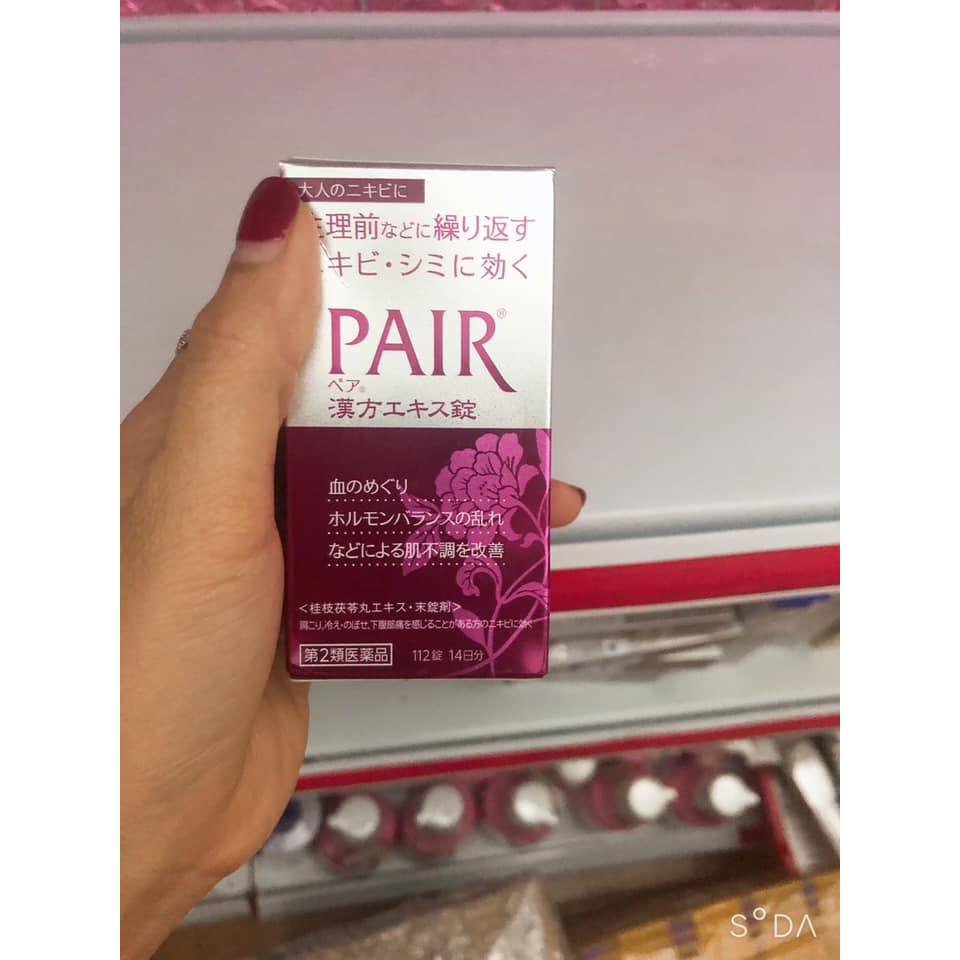 大人のニキビに
理前などに繰り返す
キビ・シミに効く
PAIR®
ペア®
漢方エキス錠
血のめぐり
ホルモンバランスの乱れ
などによる肌不調を改善
<桂枝茯苓丸エキス・末錠剤>
肩こり、冷え・のぼせ、下腹部痛を感じることがある方のニキビに効く
第2類医薬品 112錠 14日分
SODA